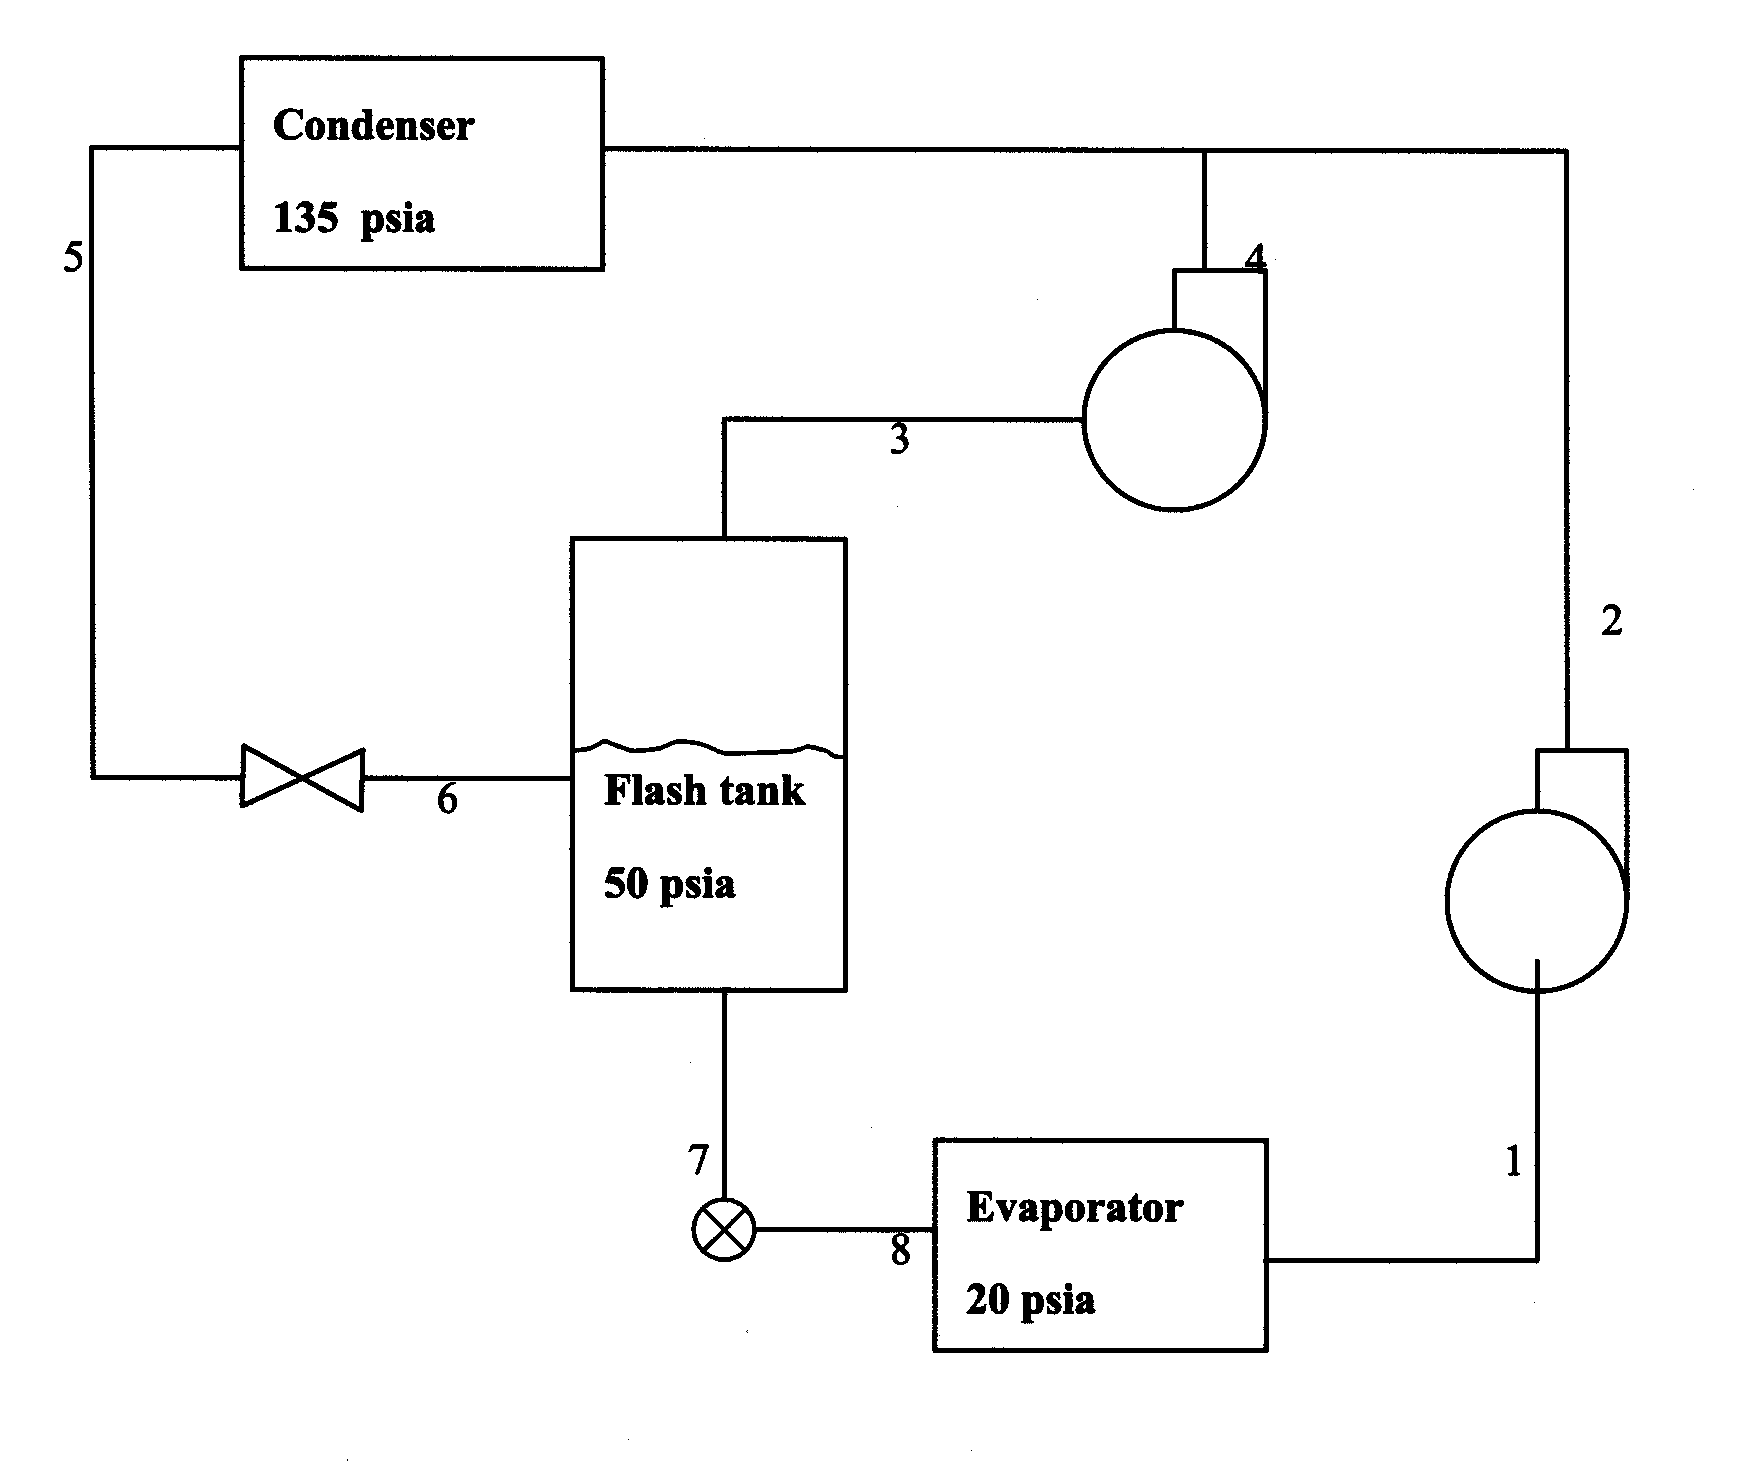 Condenser
135 psia
5
4
3
2
6
Flash tank
50 psia
7
1
8
Evaporator
20 psia